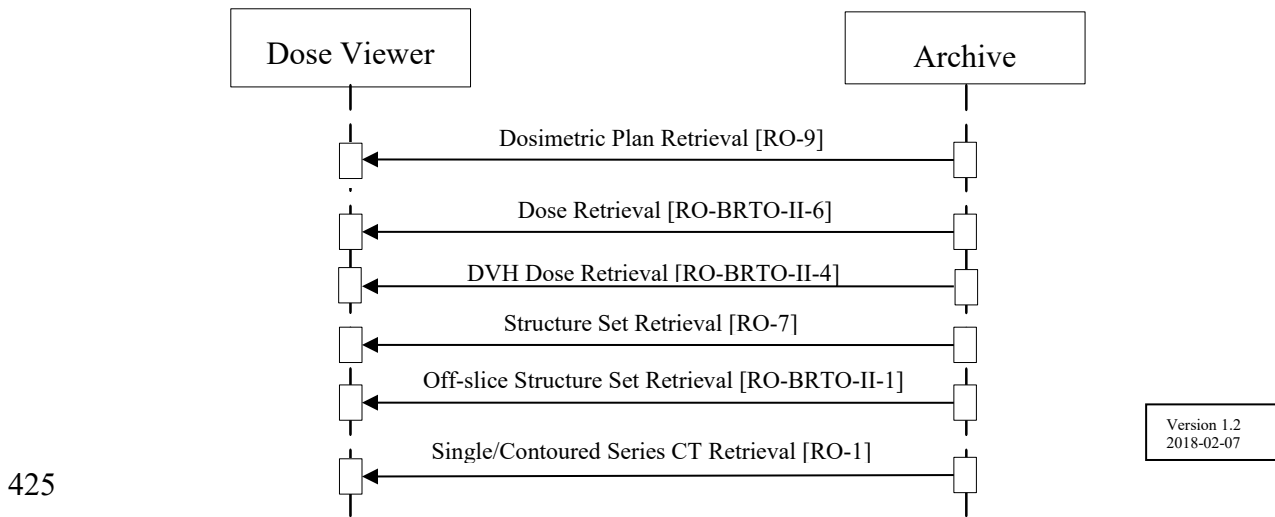 Dose Viewer
Archive
Dosimetric Plan Retrieval [RO-9]
Dose Retrieval [RO-BRTO-II-6]
DVH Dose Retrieval [RO-BRTO-II-4]
Structure Set Retrieval [RO-7]
Off-slice Structure Set Retrieval [RO-BRTO-II-1]
Version 1.2
2018-02-07
Single/Contoured Series CT Retrieval [RO-1]
425